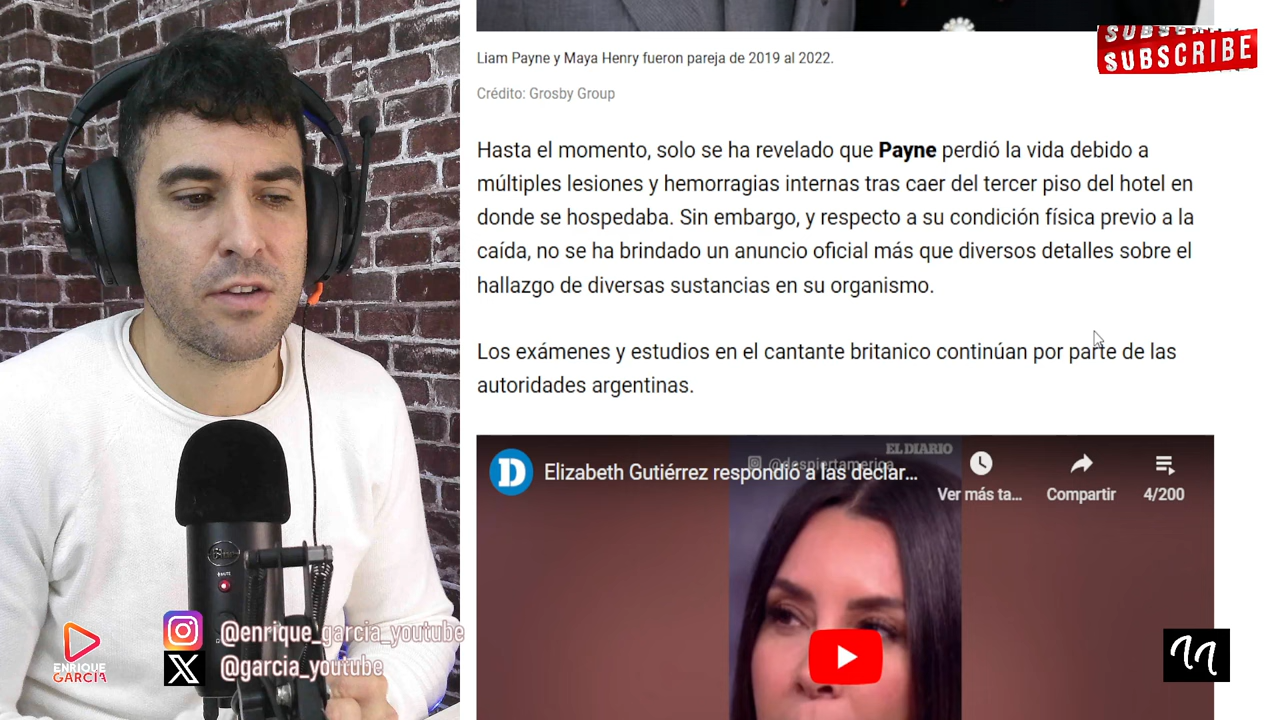 SUBSCRIBE
SUBSCRIBE
Liam Payne y Maya Henry fueron pareja de 2019 al 2022.
Crédito: Grosby Group
Hasta el momento, solo se ha revelado que Payne perdió la vida debido a
múltiples lesiones y hemorragias internas tras caer del tercer piso del hotel en
donde se hospedaba. Sin embargo, y respecto a su condición física previo a la
caída, no se ha brindado un anuncio oficial más que diversos detalles sobre el
hallazgo de diversas sustancias en su organismo.
Los exámenes y estudios en el cantante britanico continúan por parte de las
autoridades argentinas.
EL DIARIO
@despiertamerica
D Elizabeth Gutiérrez respondió a las declar...
Ver más ta... Compartir 4/200
@enrique_garcia_youtube
@garcia_youtube
ENRIQUE
GARCIA